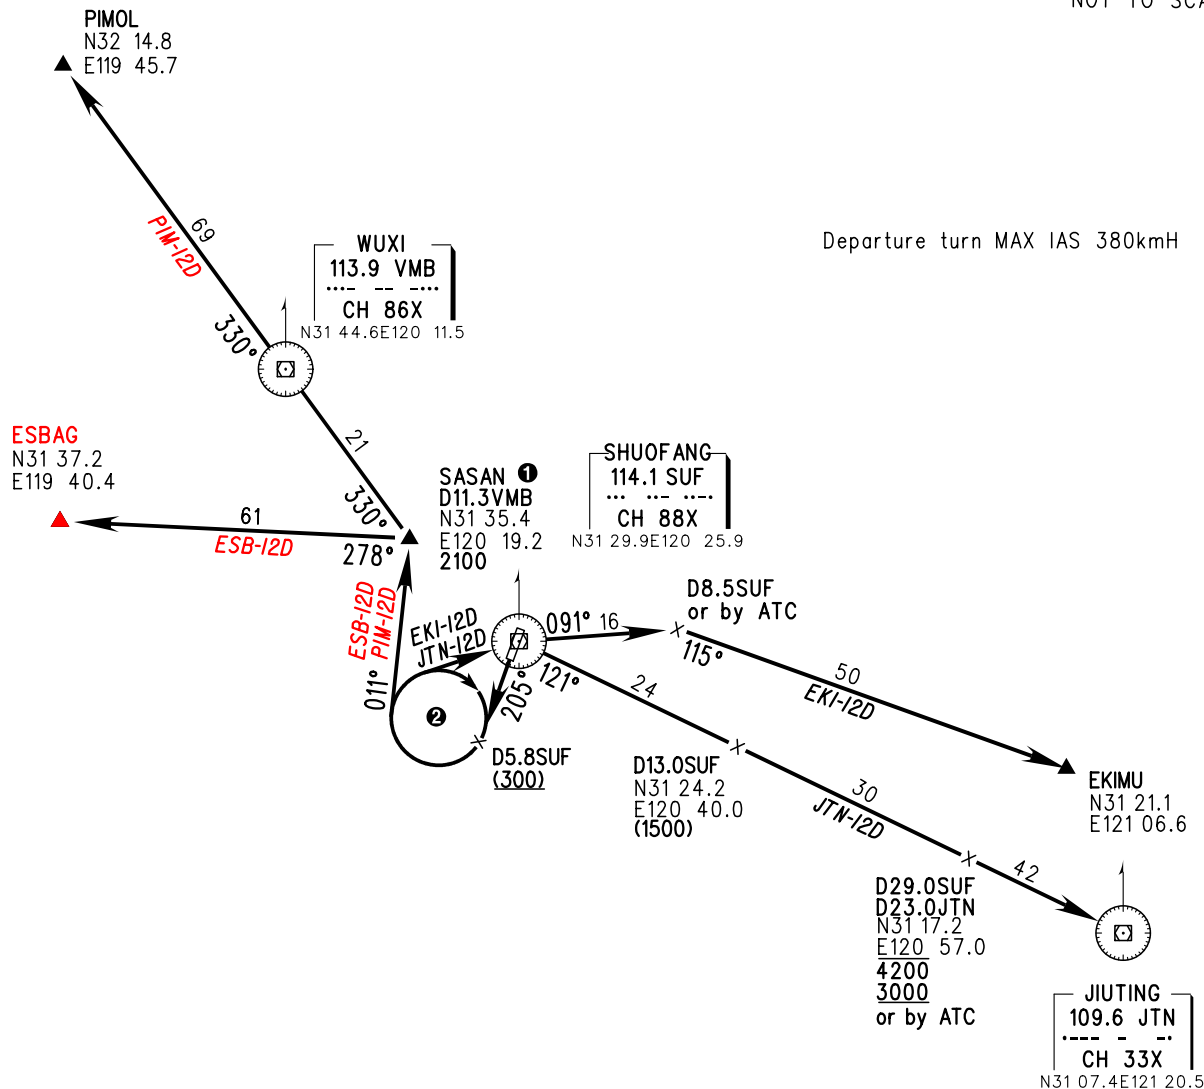 NOT TO SCA
PIMOL
N32 14.8
E119 45.7
69
PIM-12D
330°
WUXI
113.9 VMB
···· - -- -···
CH 86X
N31 44.6E120 11.5
Departure turn MAX IAS 380kmH
21
330°
ESBAG
N31 37.2
E119 40.4
61
ESB-12D
278°
SASAN ❶
D11.3VMB
N31 35.4
E120 19.2
2100
SHUOFANG
114.1 SUF
··· ··- ··-·
CH 88X
N31 29.9E120 25.9
ESB-12D
PIM-12D
011°
EKI-12D
JTN-12D
❷
205°
D5.8SUF
(300)
091° 16
D8.5SUF
or by ATC
115°
50
EKI-12D
EKIMU
N31 21.1
E121 06.6
121°
24
D13.0SUF
N31 24.2
E120 40.0
(1500)
30
JTN-12D
D29.0SUF
D23.0JTN
N31 17.2
E120 57.0
4200
3000
or by ATC
42
JIUTING
109.6 JTN
·--- - -·
CH 33X
N31 07.4E121 20.5